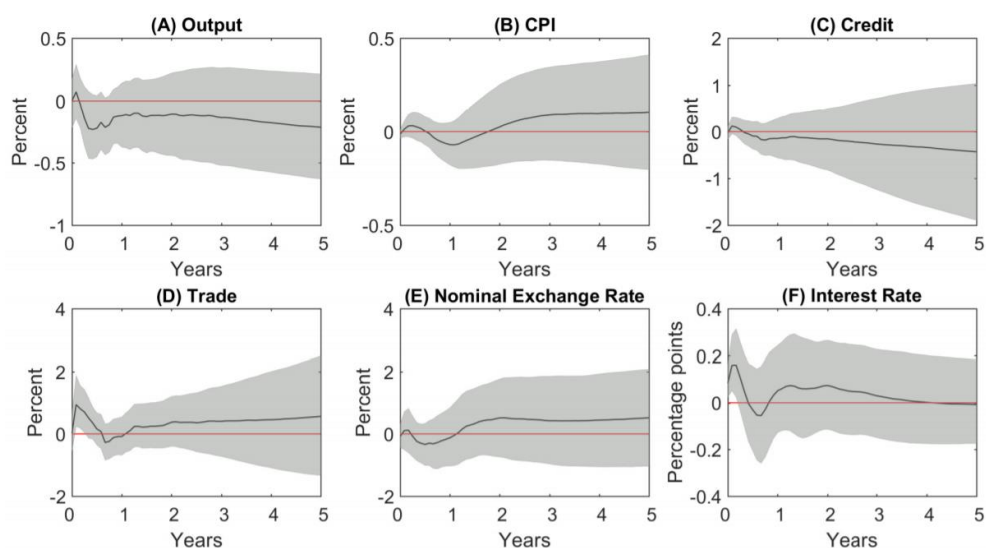 (A) Output
0.5
0
-0.5
-1
Percent
0 1 2 3 4 5
Years
(B) CPI
0.5
0
-0.5
Percent
0 1 2 3 4 5
Years
(C) Credit
2
1
0
-1
-2
Percent
0 1 2 3 4 5
Years
(D) Trade
4
2
0
-2
Percent
0 1 2 3 4 5
Years
(E) Nominal Exchange Rate
4
2
0
-2
Percent
0 1 2 3 4 5
Years
(F) Interest Rate
0.4
0.2
0
-0.2
-0.4
Percentage points
0 1 2 3 4 5
Years